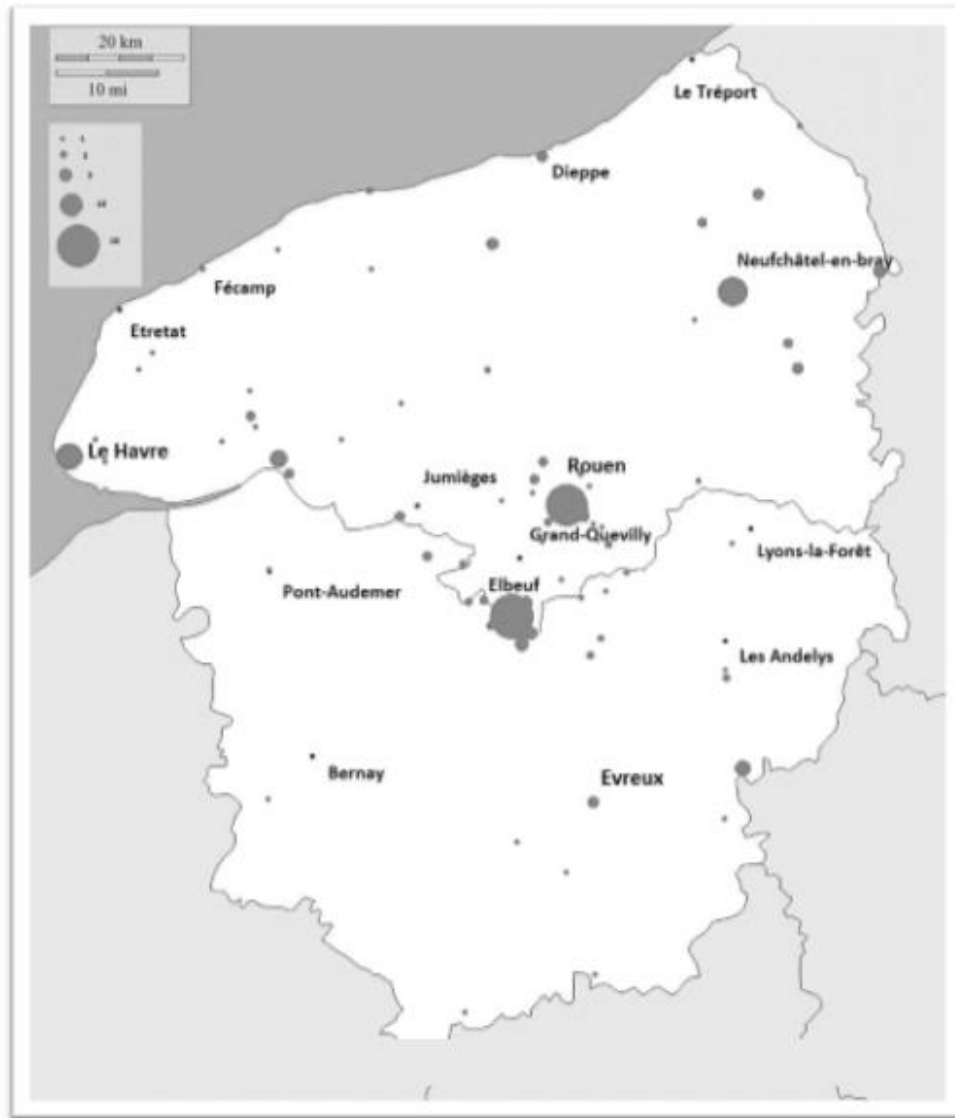 20 km
10 mi
Le Tréport
Dieppe
Neufchâtel-en-bray
Fécamp
Etretat
Le Havre
Jumièges
Rouen
Grand-Quevilly
Lyons-la-Forêt
Pont-Audemer
Elbeuf
Les Andelys
Bernay
Evreux